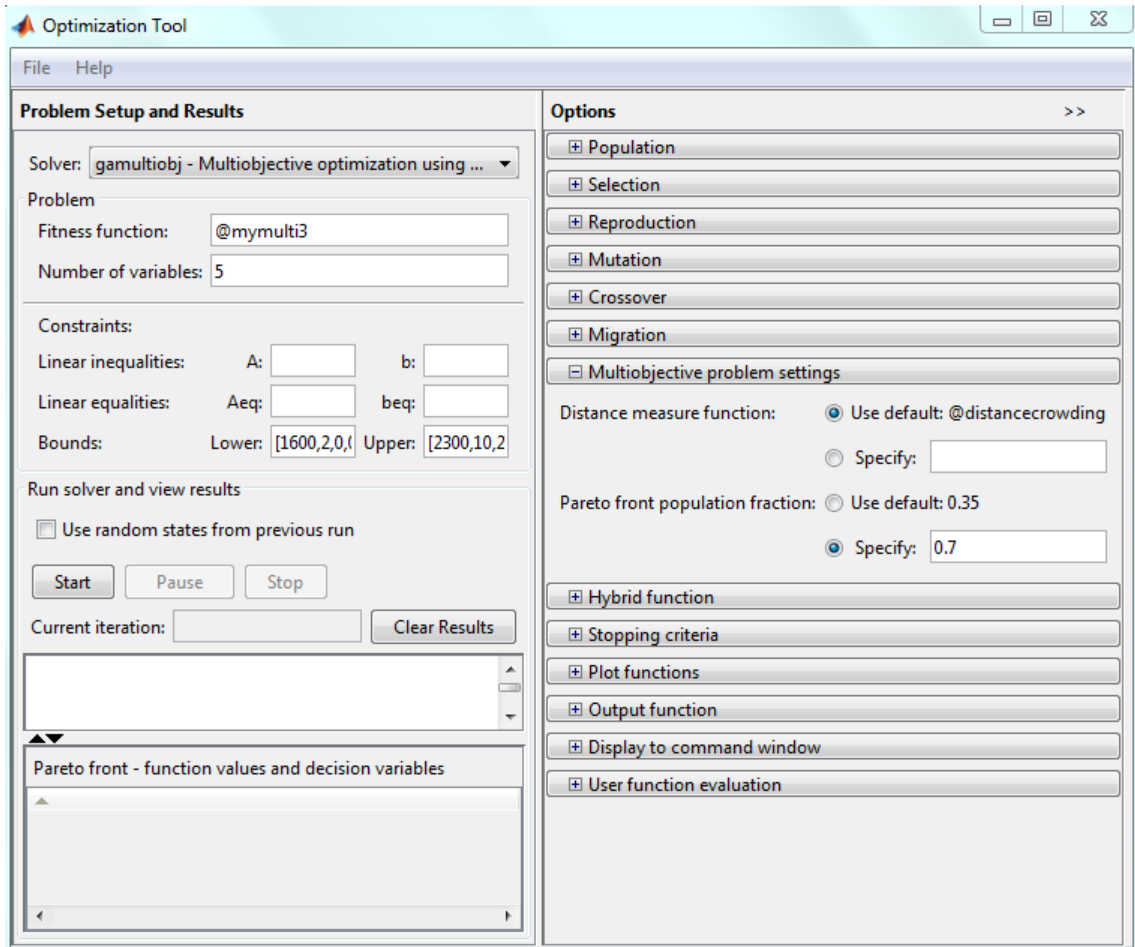 Optimization Tool
File Help
Problem Setup and Results
Solver: gamultiobj - Multiobjective optimization using ...
Problem
Fitness function: @mymulti3
Number of variables: 5
Constraints:
Linear inequalities: A: b:
Linear equalities: Aeq: beq:
Bounds: Lower: [1600,2,0,( Upper: [2300,10,2
Run solver and view results
Use random states from previous run
Start Pause Stop
Current iteration: Clear Results
Pareto front - function values and decision variables
Options >>
Population
Selection
Reproduction
Mutation
Crossover
Migration
Multiobjective problem settings
Distance measure function: Use default: @distancecrowding
Specify:
Pareto front population fraction: Use default: 0.35
Specify: 0.7
Hybrid function
Stopping criteria
Plot functions
Output function
Display to command window
User function evaluation